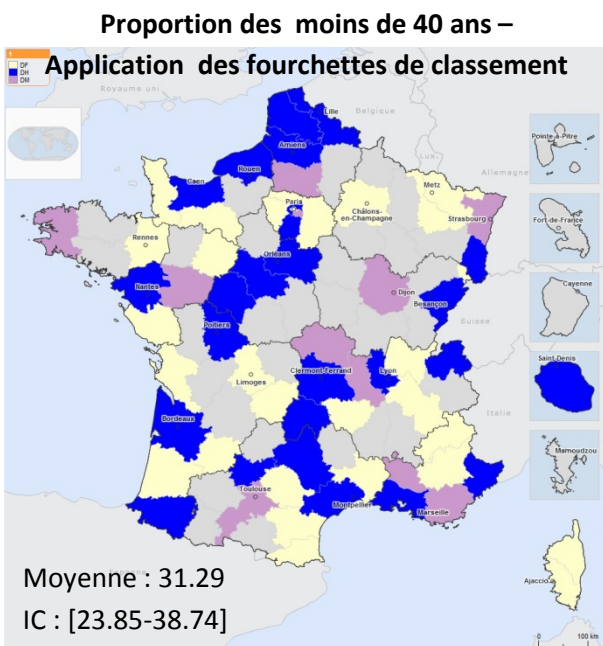 Proportion des moins de 40 ans –
Application des fourchettes de classement
1
DF
DH
DM
Royaume uni
Belgique
Lille
Amiens
Pointe-à-Pitre
Lux.
Rouen
Caen
Metz
Allemagne
Paris
Châlons-
en-Champagne
Strasbourg
Fort-de-France
Rennes
Orléans
Nantes
Dijon
Besançon
Cayenne
Suisse
Poitiers
Saint-Denis
Limoges
Clermont-Ferrand
Lyon
Italie
Bordeaux
Mamoudzou
Toulouse
Montpellier
Marseille
Moyenne : 31.29
Ajaccio
IC : [23.85-38.74]
0 100 km